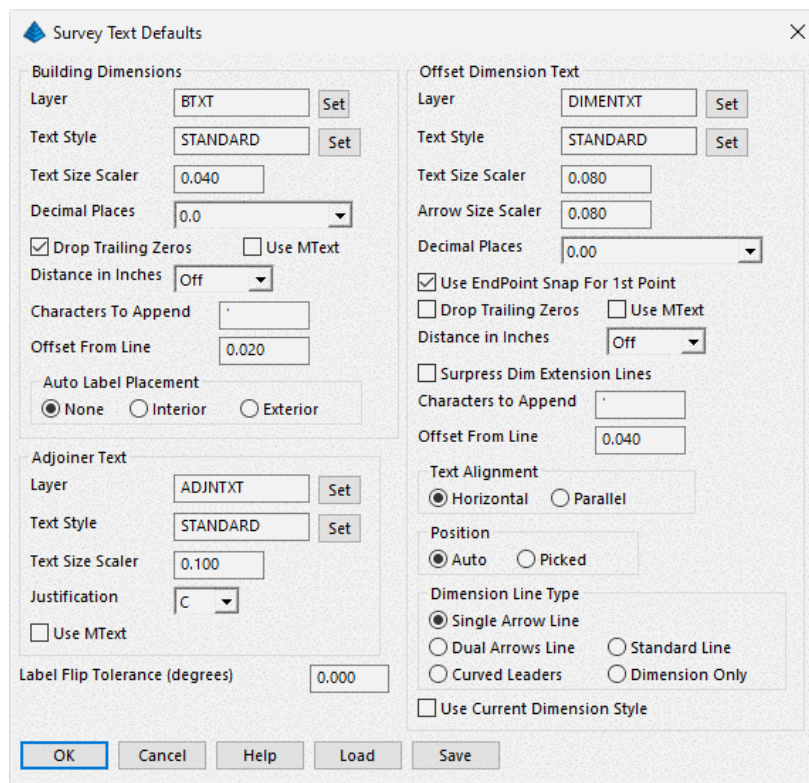 Survey Text Defaults
Building Dimensions
Layer BTXT Set
Text Style STANDARD Set
Text Size Scaler 0.040
Decimal Places 0.0
Drop Trailing Zeros Use MText
Distance in Inches Off
Characters To Append '
Offset From Line 0.020
Auto Label Placement
None Interior Exterior
Adjoiner Text
Layer ADJNTXT Set
Text Style STANDARD Set
Text Size Scaler 0.100
Justification C
Use MText
Label Flip Tolerance (degrees) 0.000
Offset Dimension Text
Layer DIMENTXT Set
Text Style STANDARD Set
Text Size Scaler 0.080
Arrow Size Scaler 0.080
Decimal Places 0.00
Use EndPoint Snap For 1st Point
Drop Trailing Zeros Use MText
Distance in Inches Off
Surpress Dim Extension Lines
Characters to Append '
Offset From Line 0.040
Text Alignment
Horizontal Parallel
Position
Auto Picked
Dimension Line Type
Single Arrow Line
Dual Arrows Line Standard Line
Curved Leaders Dimension Only
Use Current Dimension Style
OK Cancel Help Load Save